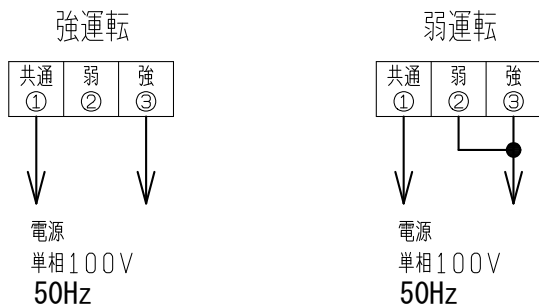 強運転
共通 弱 強
① ② ③
電源
単相100V
50Hz
弱運転
共通 弱 強
① ② ③
電源
単相100V
50Hz